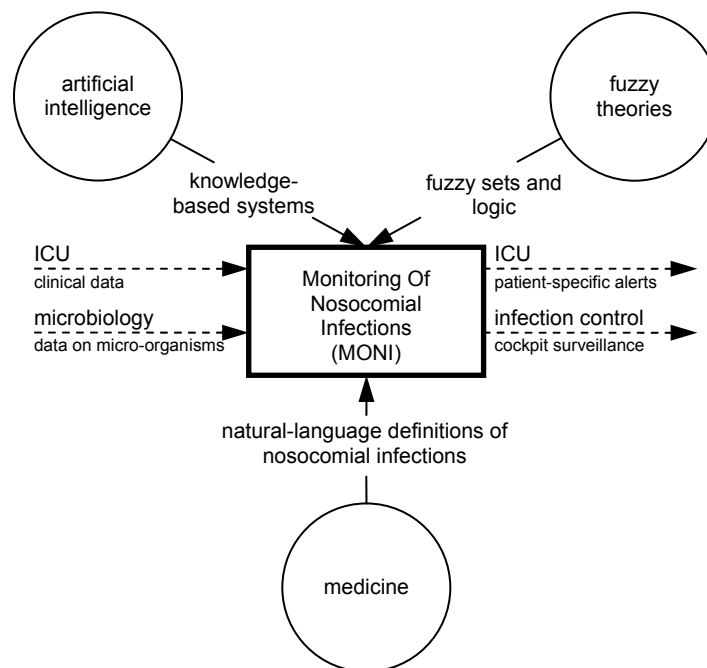 artificial
intelligence
fuzzy
theories
knowledge-
based systems
fuzzy sets and
logic
ICU
clinical data
microbiology
data on micro-organisms
Monitoring Of
Nosocomial
Infections
(MONI)
ICU
patient-specific alerts
infection control
cockpit surveillance
natural-language definitions of
nosocomial infections
medicine